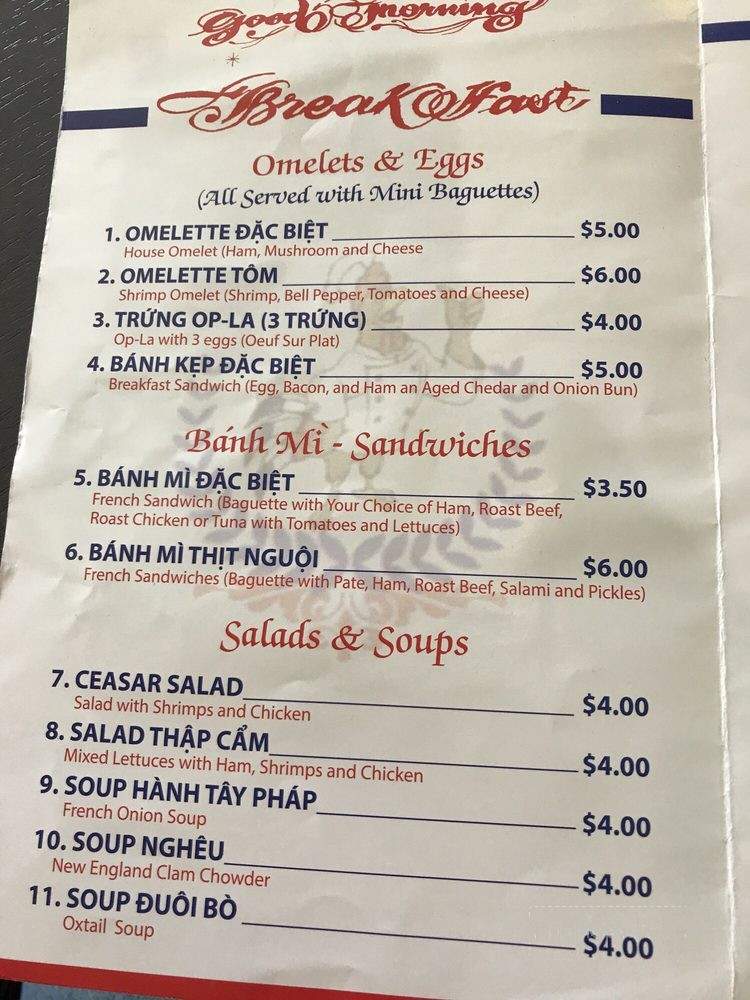 Good Morning
Breakfast
Omelets & Eggs
(All Served with Mini Baguettes)
1. OMELETTE ĐẶC BIỆT $5.00
House Omelet (Ham, Mushroom and Cheese
2. OMELETTE TÔM $6.00
Shrimp Omelet (Shrimp, Bell Pepper, Tomatoes and Cheese)
3. TRỨNG OP-LA (3 TRỨNG) $4.00
Op-La with 3 eggs (Oeuf Sur Plat)
4. BÁNH KẸP ĐẶC BIỆT $5.00
Breakfast Sandwich (Egg, Bacon, and Ham an Aged Chedar and Onion Bun)
Bánh Mì - Sandwiches
5. BÁNH MÌ ĐẶC BIỆT $3.50
French Sandwich (Baguette with Your Choice of Ham, Roast Beef,
Roast Chicken or Tuna with Tomatoes and Lettuces)
6. BÁNH MÌ THỊT NGUỘI $6.00
French Sandwiches (Baguette with Pate, Ham, Roast Beef, Salami and Pickles)
Salads & Soups
7. CEASAR SALAD $4.00
Salad with Shrimps and Chicken
8. SALAD THẬP CẨM $4.00
Mixed Lettuces with Ham, Shrimps and Chicken
9. SOUP HÀNH TÂY PHÁP $4.00
French Onion Soup
10. SOUP NGHÊU $4.00
New England Clam Chowder
11. SOUP ĐUÔI BÒ $4.00
Oxtail Soup